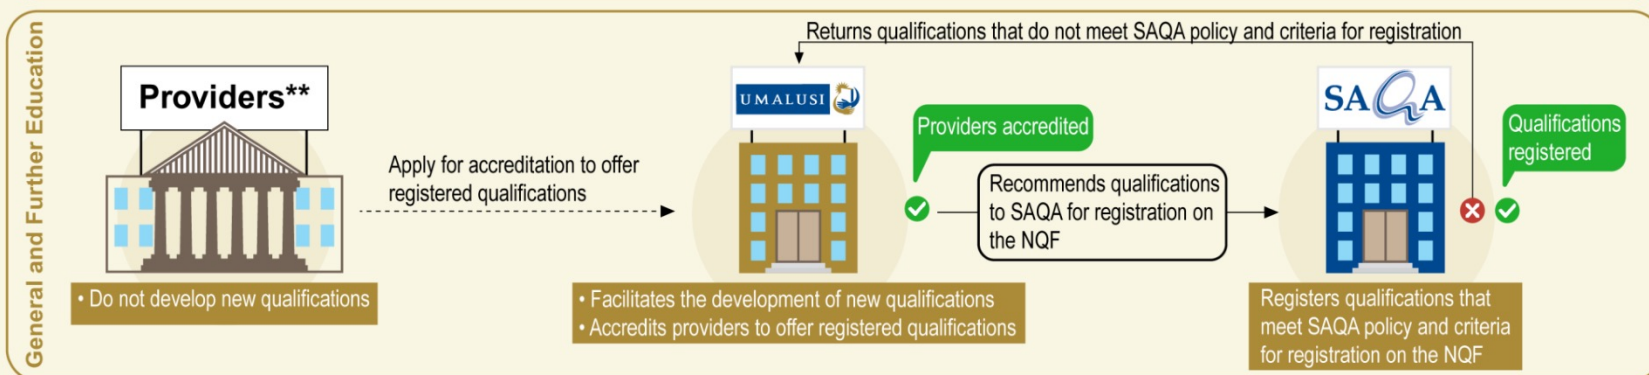 General and Further Education
Returns qualifications that do not meet SAQA policy and criteria for registration
Providers**
UMALUSI
SAQA
Providers accredited
Qualifications
registered
Apply for accreditation to offer
registered qualifications
Recommends qualifications
to SAQA for registration on
the NQF
• Do not develop new qualifications
• Facilitates the development of new qualifications
• Accredits providers to offer registered qualifications
Registers qualifications that
meet SAQA policy and criteria
for registration on the NQF